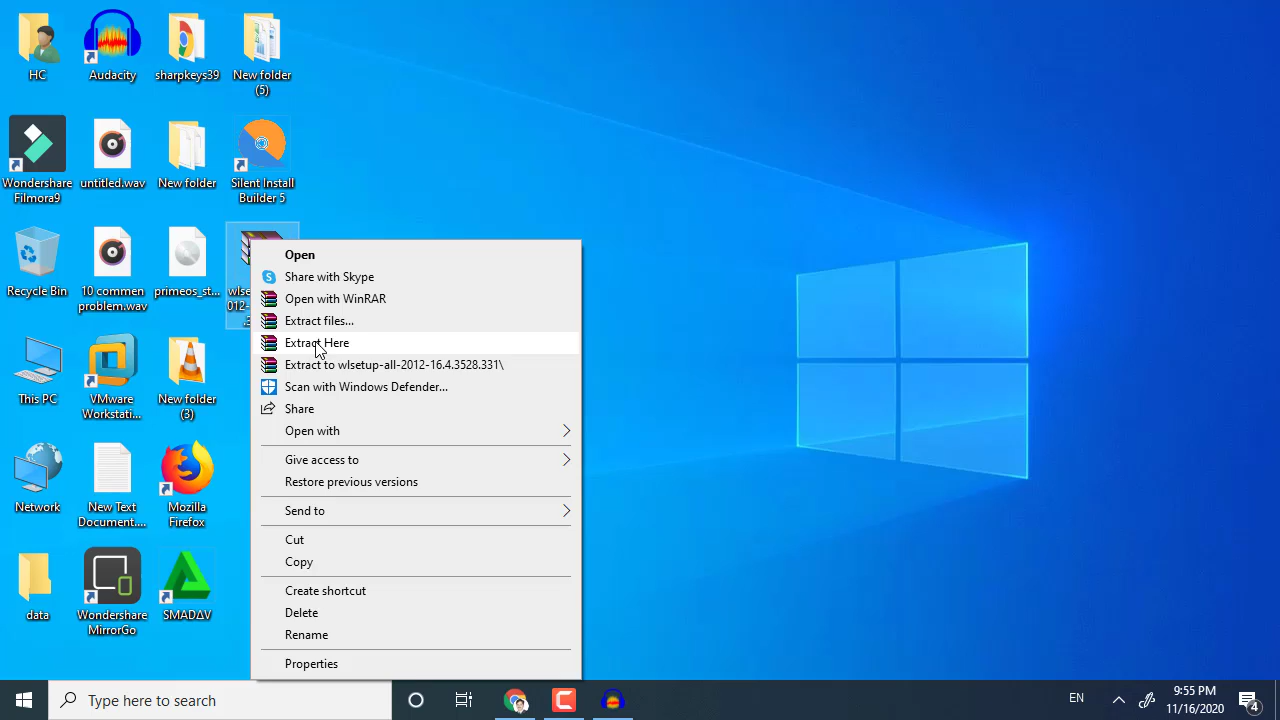 HC
Audacity
sharpkeys39
New folder
(5)
Wondershare
Filmora9
untitled.wav
New folder
Silent Install
Builder 5
Recycle Bin
10 commen
problem.wav
primeos_st...
This PC
VMware
Workstati...
New folder
(3)
Network
New Text
Document....
Mozilla
Firefox
data
Wondershare
MirrorGo
SMADΔV
Open
Share with Skype
Open with WinRAR
Extract files...
Extract Here
Extract to wlsetup-all-2012-16.4.3528.331\
Scan with Windows Defender...
Share
Open with
Give access to
Restore previous versions
Send to
Cut
Copy
Create shortcut
Delete
Rename
Properties
Type here to search
EN
9:55 PM
11/16/2020
4